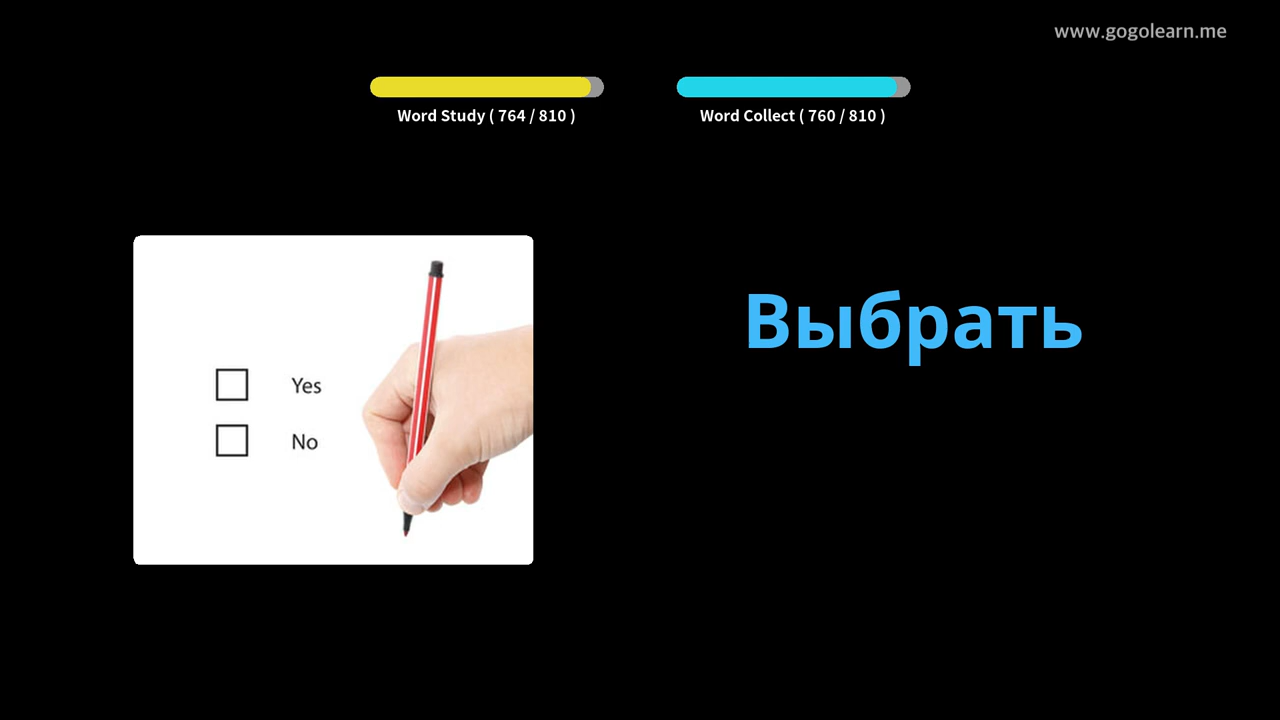 www.gogolearn.me
Word Study ( 764 / 810 )
Word Collect ( 760 / 810 )
Выбрать
Yes
No